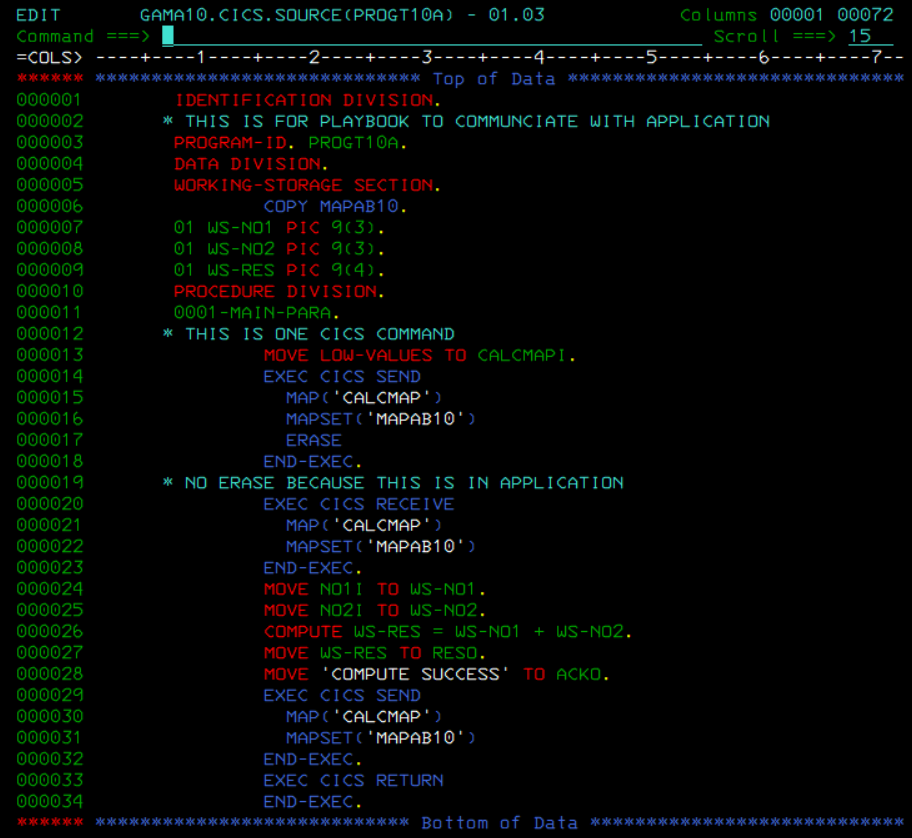 EDIT       GAMA10.CICS.SOURCE(PROGT10A) - 01.03            Columns 00001 00072
Command ===>                                                  Scroll ===> 15
=COLS> ----+----1----+----2----+----3----+----4----+----5----+----6----+----7--
****** ***************************** Top of Data ******************************
000001        IDENTIFICATION DIVISION.
000002       * THIS IS FOR PLAYBOOK TO COMMUNCIATE WITH APPLICATION
000003        PROGRAM-ID. PROGT10A.
000004        DATA DIVISION.
000005        WORKING-STORAGE SECTION.
000006                COPY MAPAB10.
000007        01 WS-NO1 PIC 9(3).
000008        01 WS-NO2 PIC 9(3).
000009        01 WS-RES PIC 9(4).
000010        PROCEDURE DIVISION.
000011        0001-MAIN-PARA.
000012       * THIS IS ONE CICS COMMAND
000013                MOVE LOW-VALUES TO CALCMAPI.
000014                EXEC CICS SEND
000015                  MAP('CALCMAP')
000016                  MAPSET('MAPAB10')
000017                  ERASE
000018                END-EXEC.
000019       * NO ERASE BECAUSE THIS IS IN APPLICATION
000020                EXEC CICS RECEIVE
000021                  MAP('CALCMAP')
000022                  MAPSET('MAPAB10')
000023                END-EXEC.
000024                MOVE NO1I TO WS-NO1.
000025                MOVE NO2I TO WS-NO2.
000026                COMPUTE WS-RES = WS-NO1 + WS-NO2.
000027                MOVE WS-RES TO RESO.
000028                MOVE 'COMPUTE SUCCESS' TO ACKO.
000029                EXEC CICS SEND
000030                  MAP('CALCMAP')
000031                  MAPSET('MAPAB10')
000032                END-EXEC.
000033                EXEC CICS RETURN
000034                END-EXEC.
****** **************************** Bottom of Data ****************************